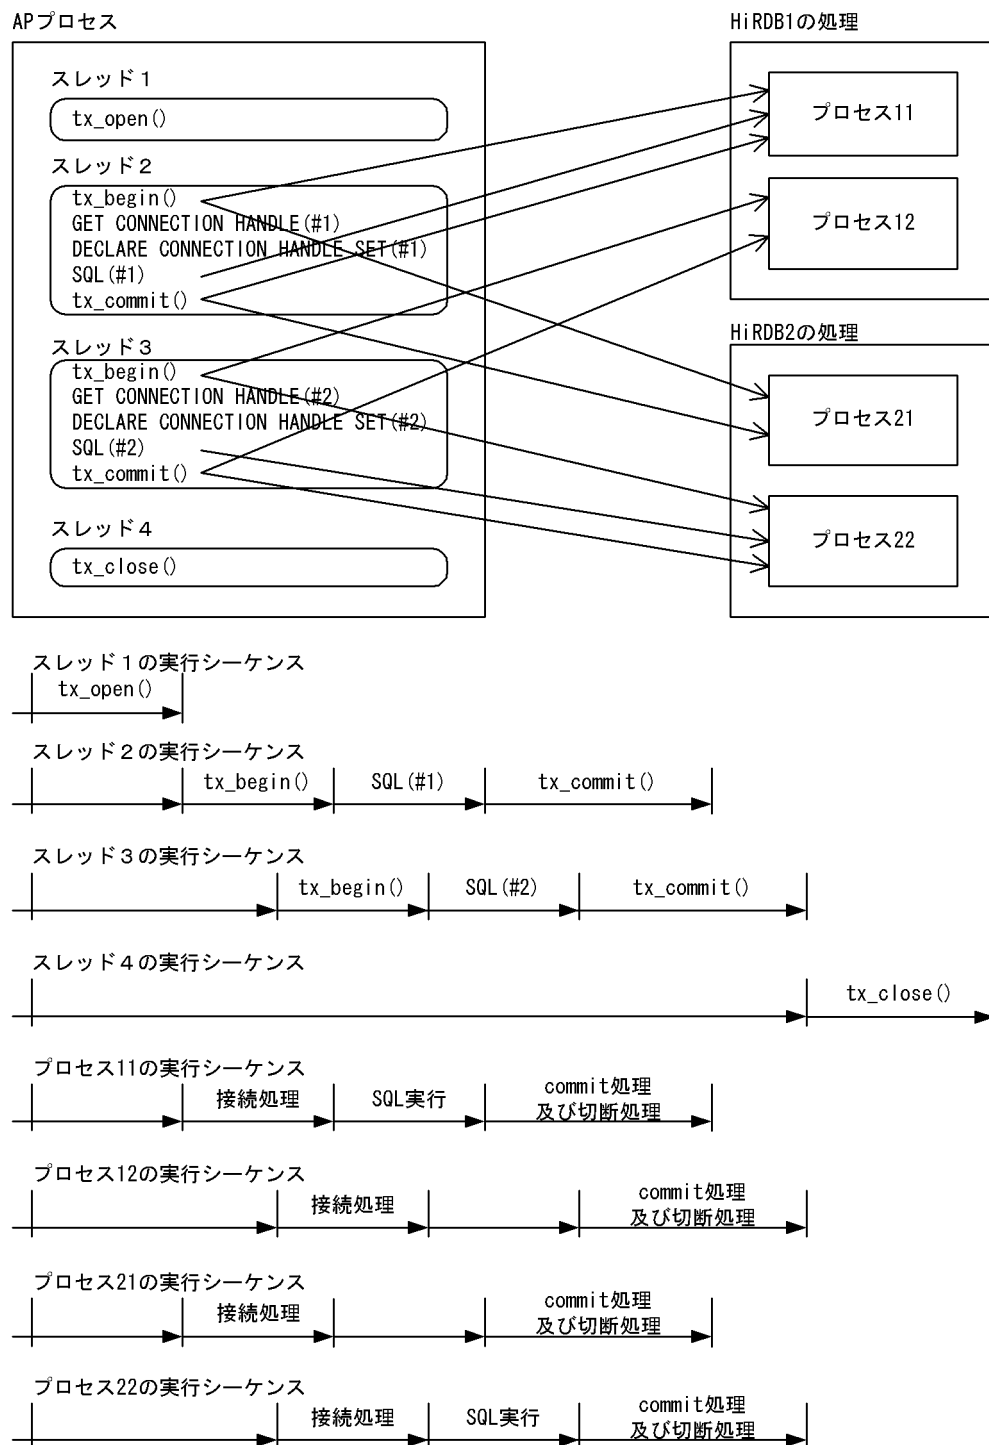 APプロセス
スレッド1
tx_open()
スレッド2
tx_begin()
GET CONNECTION HANDLE(#1)
DECLARE CONNECTION HANDLE SET(#1)
SQL(#1)
tx_commit()
スレッド3
tx_begin()
GET CONNECTION HANDLE(#2)
DECLARE CONNECTION HANDLE SET(#2)
SQL(#2)
tx_commit()
スレッド4
tx_close()
HiRDB1の処理
プロセス11
プロセス12
HiRDB2の処理
プロセス21
プロセス22
スレッド1の実行シーケンス
tx_open()
スレッド2の実行シーケンス
tx_begin()
SQL(#1)
tx_commit()
スレッド3の実行シーケンス
tx_begin()
SQL(#2)
tx_commit()
スレッド4の実行シーケンス
tx_close()
プロセス11の実行シーケンス
接続処理
SQL実行
commit処理
及び切断処理
プロセス12の実行シーケンス
接続処理
commit処理
及び切断処理
プロセス21の実行シーケンス
接続処理
commit処理
及び切断処理
プロセス22の実行シーケンス
接続処理
SQL実行
commit処理
及び切断処理